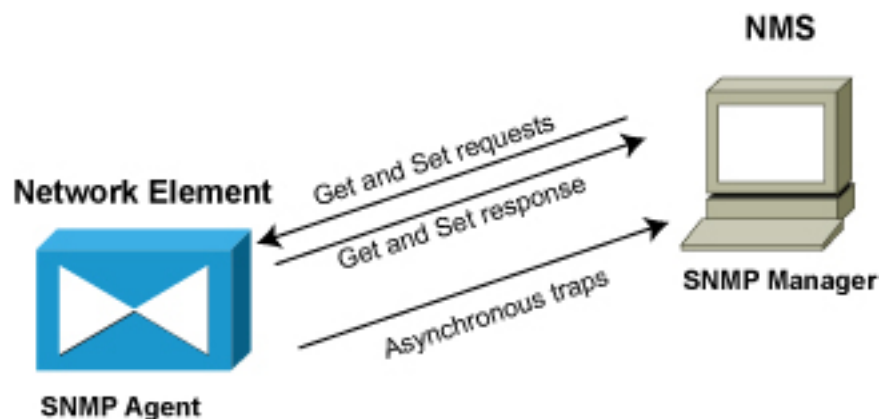 NMS
Get and Set requests
Network Element
Get and Set response
SNMP Manager
Asynchronous traps
SNMP Agent